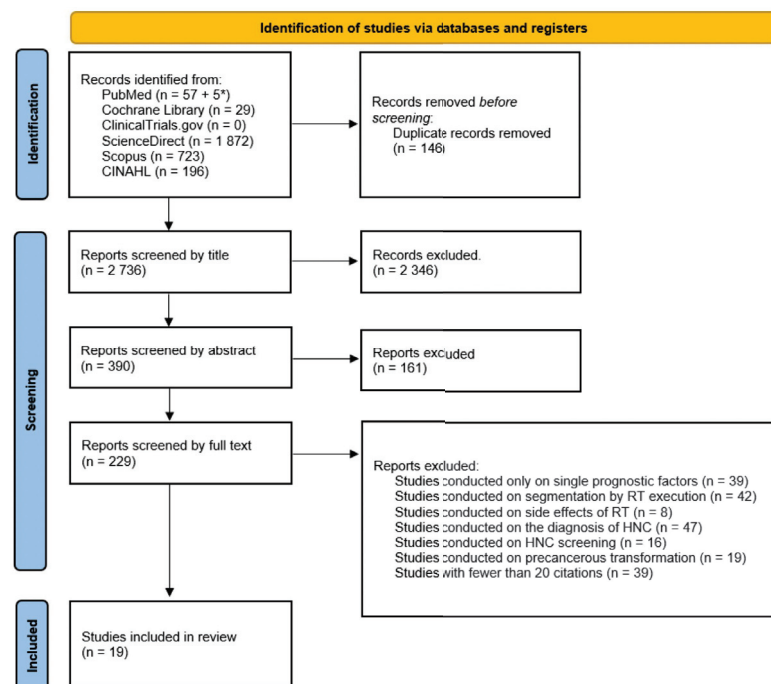 Identification of studies via databases and registers
Identification
Records identified from:
PubMed (n = 57 + 5*)
Cochrane Library (n = 29)
ClinicalTrials.gov (n = 0)
ScienceDirect (n = 1 872)
Scopus (n = 723)
CINAHL (n = 196)
Records removed before
screening:
Duplicate records removed
(n = 146)
Screening
Reports screened by title
(n = 2 736)
Records excluded.
(n = 2 346)
Reports screened by abstract
(n = 390)
Reports excluded
(n = 161)
Reports screened by full text
(n = 229)
Reports excluded:
Studies conducted only on single prognostic factors (n = 39)
Studies conducted on segmentation by RT execution (n = 42)
Studies conducted on side effects of RT (n = 8)
Studies conducted on the diagnosis of HNC (n = 47)
Studies conducted on HNC screening (n = 16)
Studies conducted on precancerous transformation (n = 19)
Studies with fewer than 20 citations (n = 39)
Included
Studies included in review
(n = 19)